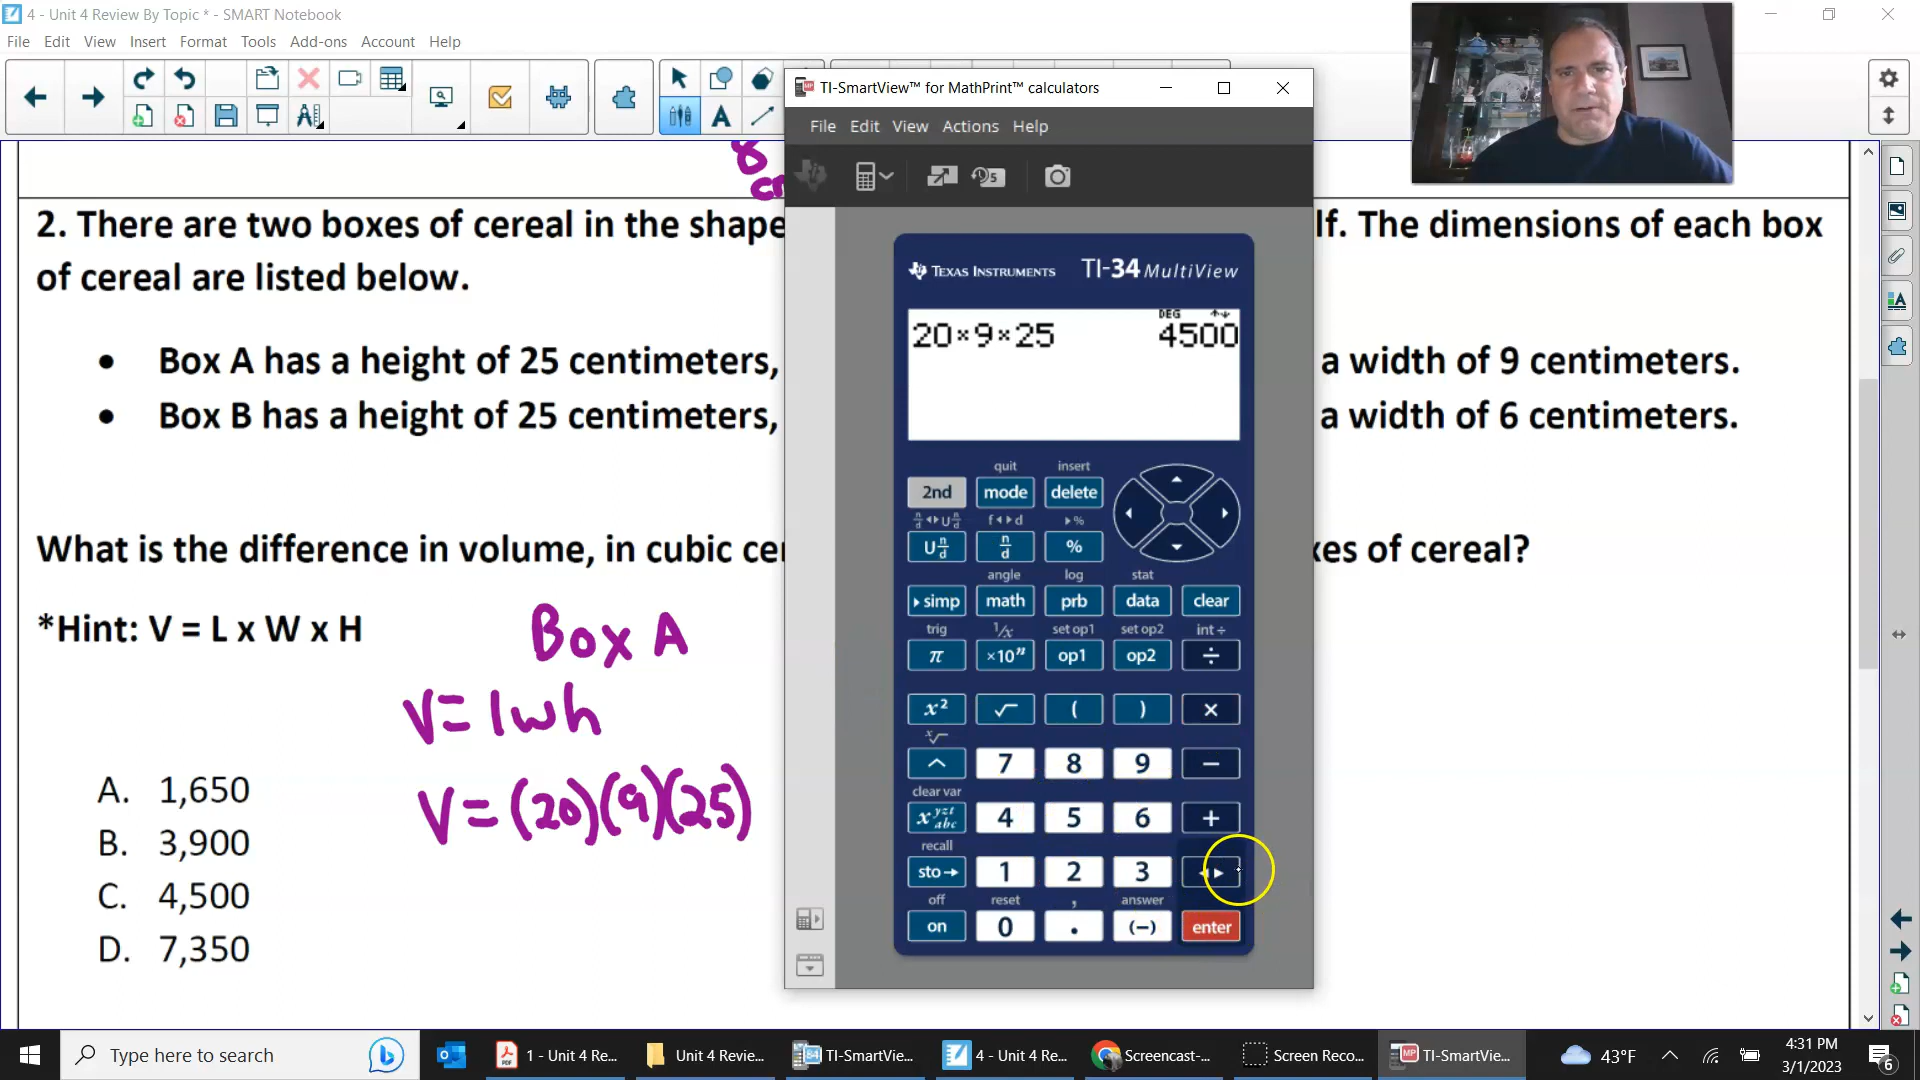 4 - Unit 4 Review By Topic * - SMART Notebook
File Edit View Insert Format Tools Add-ons Account Help
TI-SmartView™ for MathPrint™ calculators
File Edit View Actions Help
8
2. There are two boxes of cereal in the shape lf. The dimensions of each box
of cereal are listed below.
• Box A has a height of 25 centimeters, a width of 9 centimeters.
• Box B has a height of 25 centimeters, a width of 6 centimeters.
What is the difference in volume, in cubic ce xes of cereal?
*Hint: V = L x W x H
Box A
V= lwh
V= (20)(9)(25)
A. 1,650
B. 3,900
C. 4,500
D. 7,350
TEXAS INSTRUMENTS TI-34 MultiView
DEG
20×9×25 4500
quit insert
2nd mode delete
n/d ◄► U n/d f◄►d ►%
U n/d n/d %
angle log stat
►simp math prb data clear
trig 1/x set op1 set op2 int ÷
π ×10ⁿ op1 op2 ÷
x² √ ( ) ×
x√
^ 7 8 9 −
clear var
x yzt abc 4 5 6 +
recall
sto→ 1 2 3 ◄►
off reset , answer
on 0 . (−) enter
Type here to search
1 - Unit 4 Re...
Unit 4 Revie...
TI-SmartVie...
4 - Unit 4 Re...
Screencast-...
Screen Reco...
TI-SmartVie...
43°F
4:31 PM
3/1/2023
6